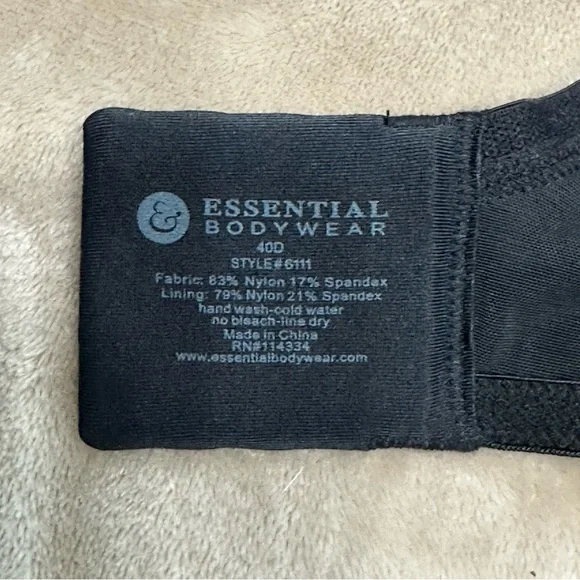 &
ESSENTIAL
BODYWEAR
40D
STYLE#6111
Fabric: 83% Nylon 17% Spandex
Lining: 79% Nylon 21% Spandex
hand wash-cold water
no bleach-line dry
Made in China
RN#114334
www.essentialbodywear.com